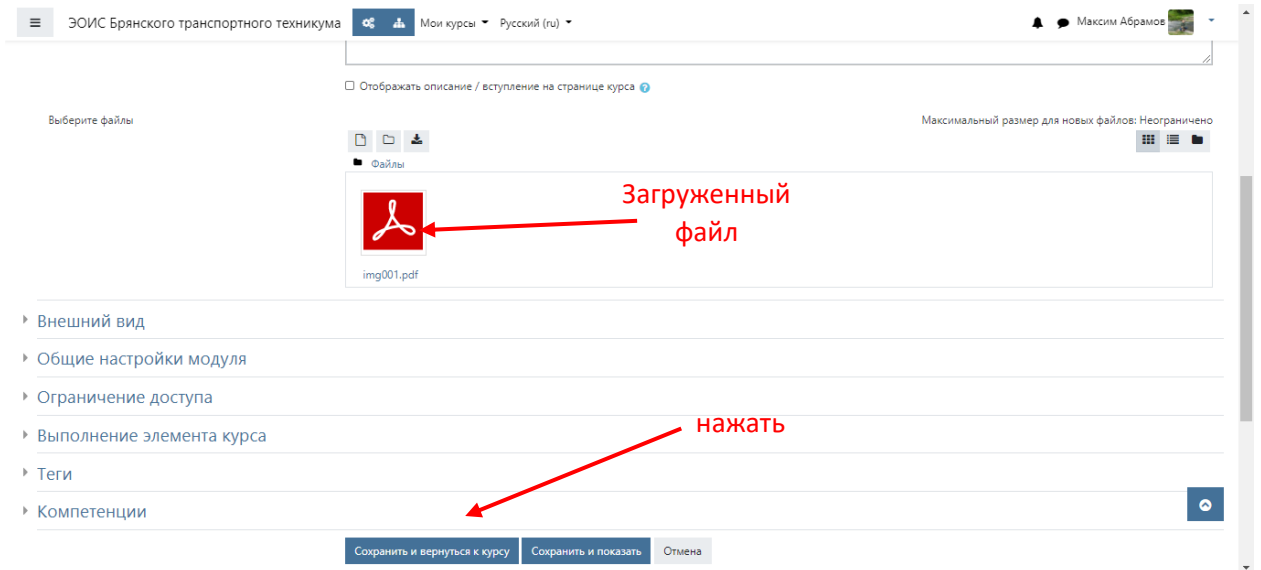 ЭОИС Брянского транспортного техникума Мои курсы Русский (ru) Максим Абрамов
Отображать описание / вступление на странице курса
Выберите файлы Максимальный размер для новых файлов: Неограничено
Файлы
Загруженный
файл
img001.pdf
Внешний вид
Общие настройки модуля
Ограничение доступа
нажать
Выполнение элемента курса
Теги
Компетенции
Сохранить и вернуться к курсу Сохранить и показать Отмена